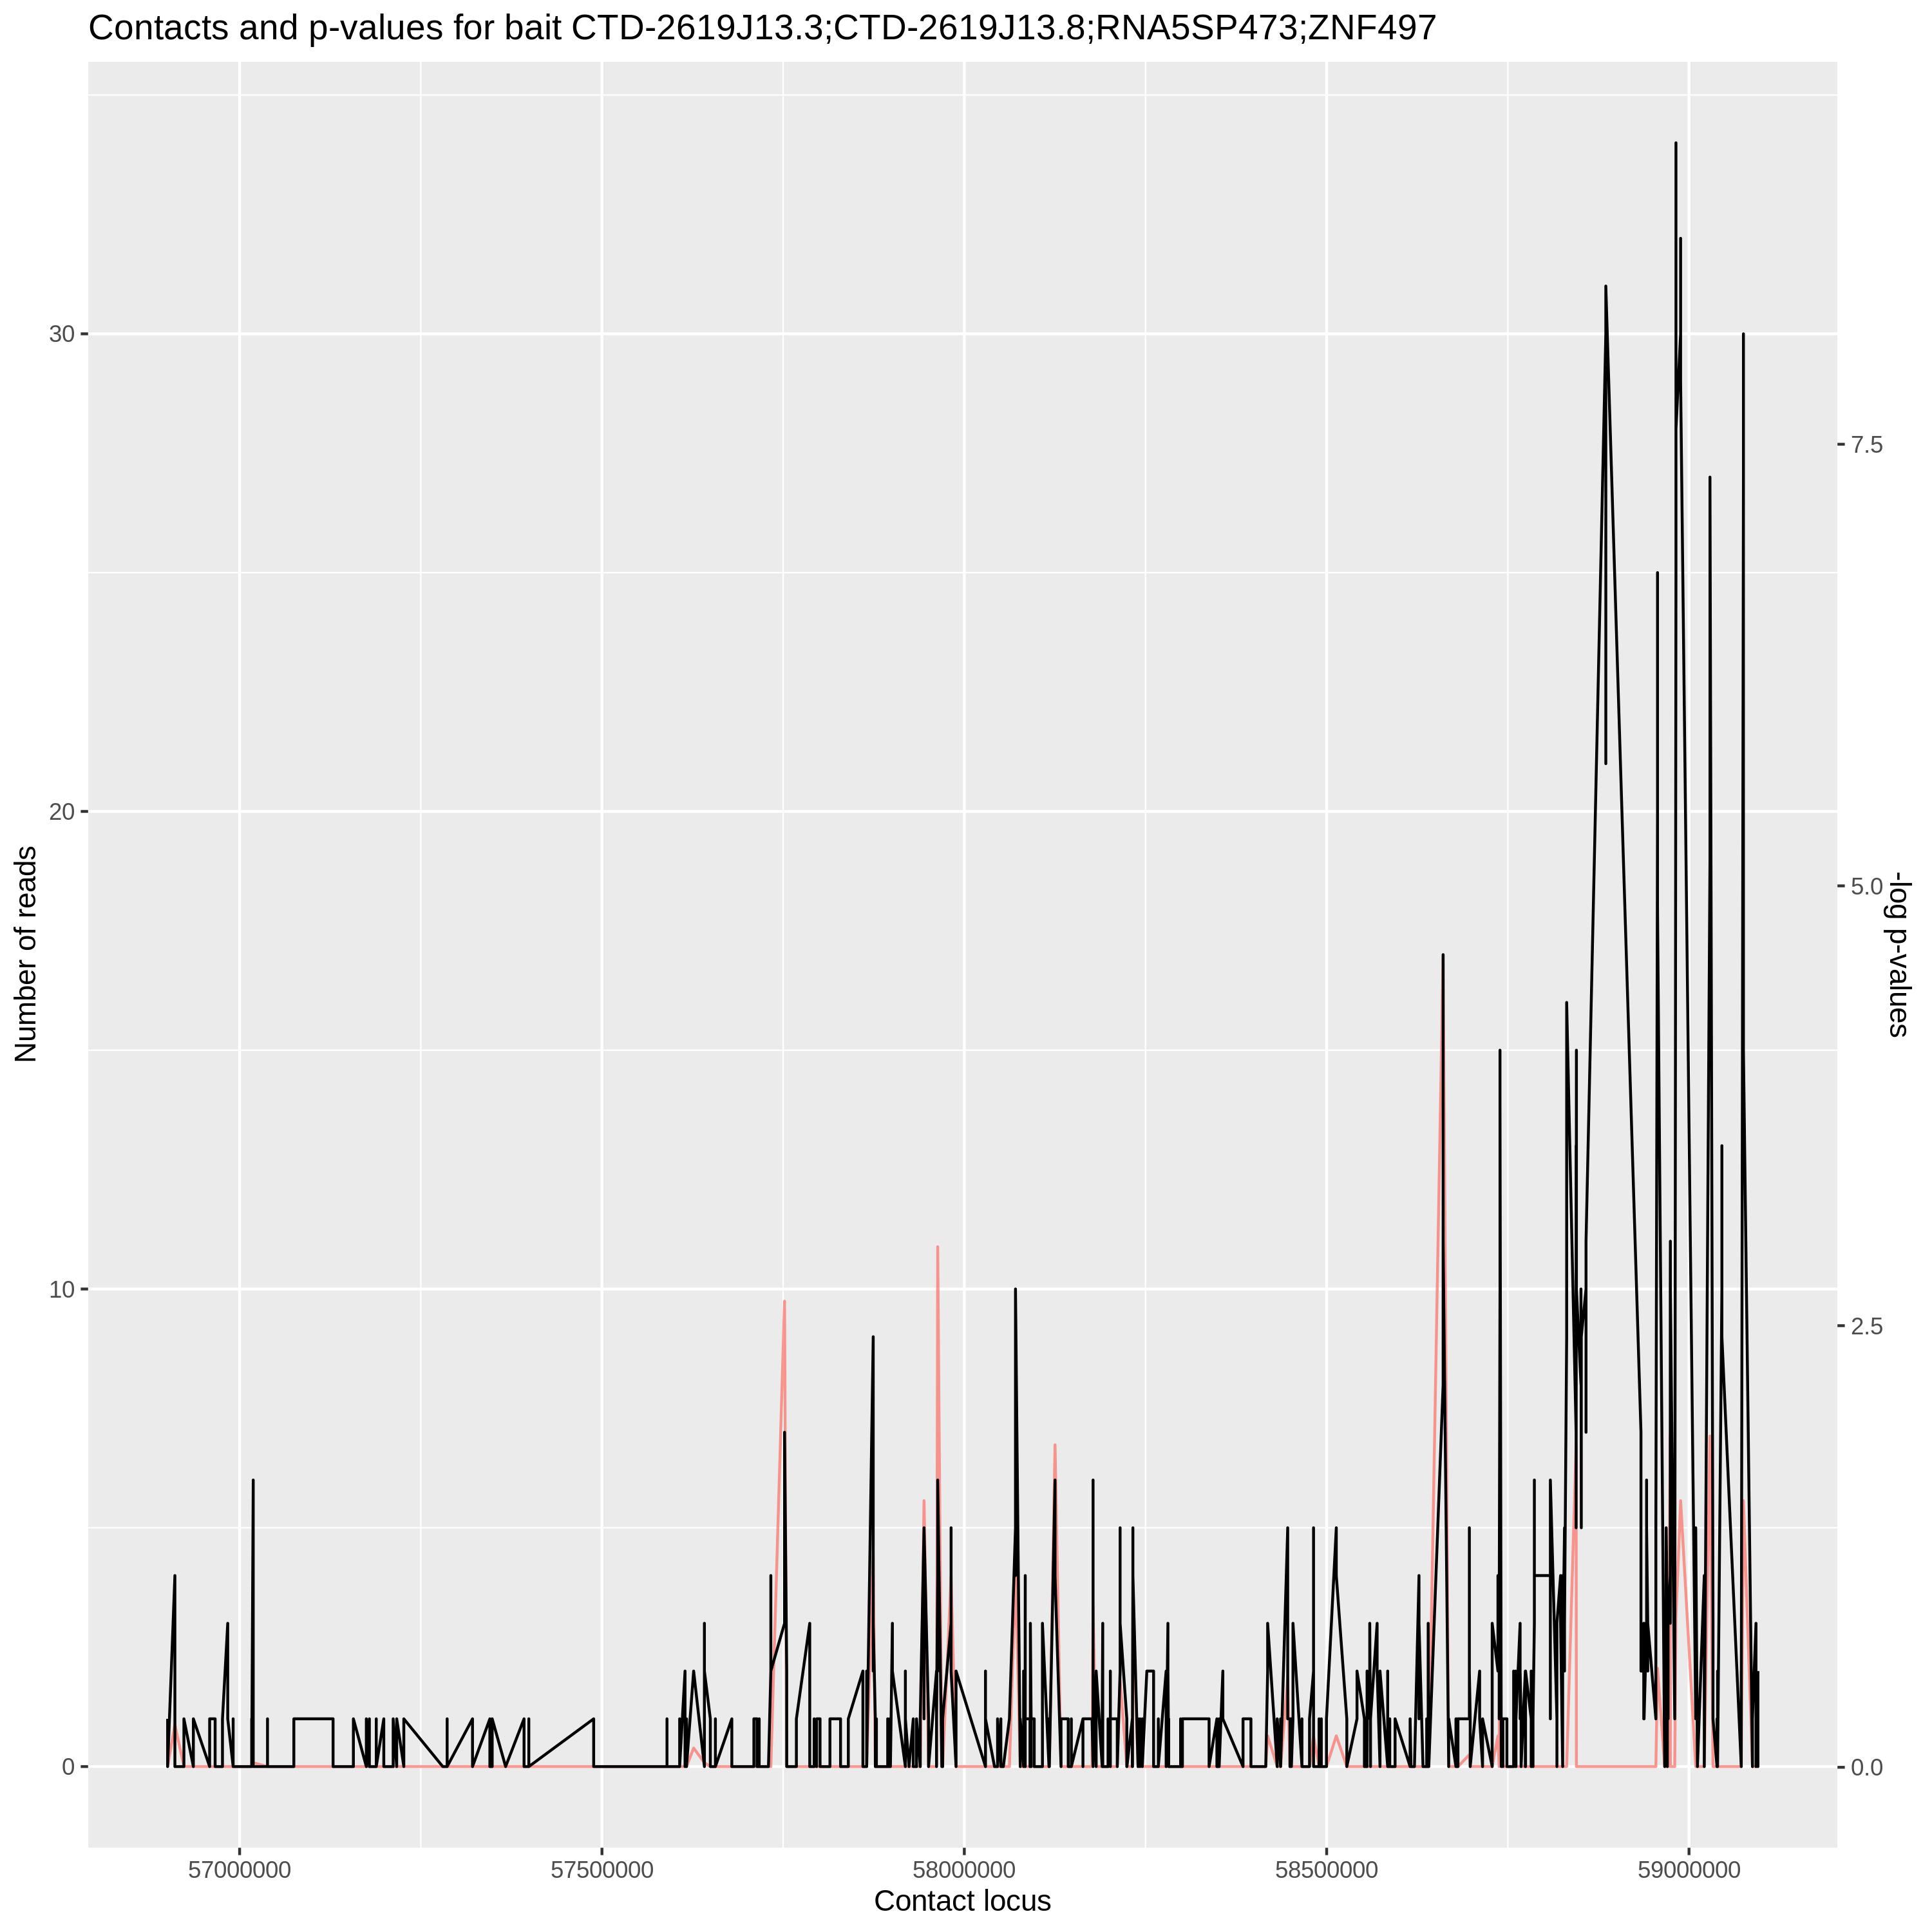 Contacts and p-values for bait CTD-2619J13.3;CTD-2619J13.8;RNA5SP473;ZNF497
30
20
10
0
Number of reads
7.5
5.0
2.5
0.0
-log p-values
57000000 57500000 58000000 58500000 59000000
Contact locus